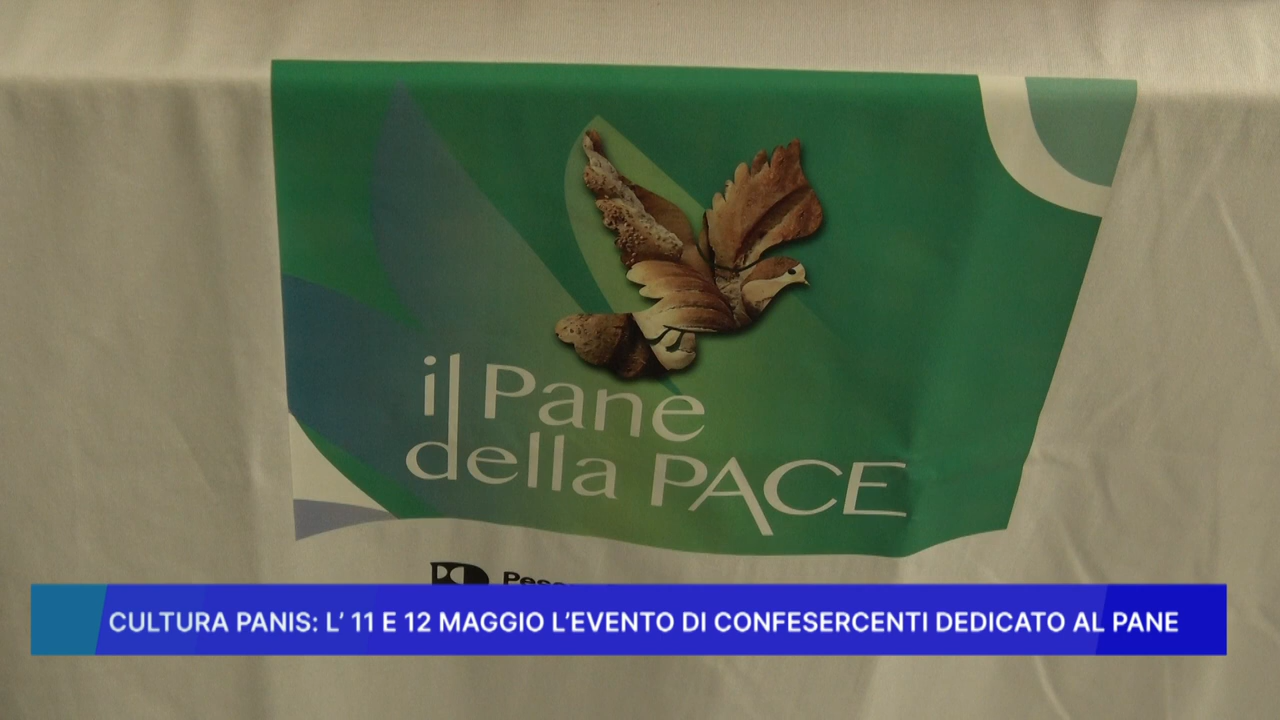 il Pane
della PACE
CULTURA PANIS: L' 11 E 12 MAGGIO L'EVENTO DI CONFESERCENTI DEDICATO AL PANE